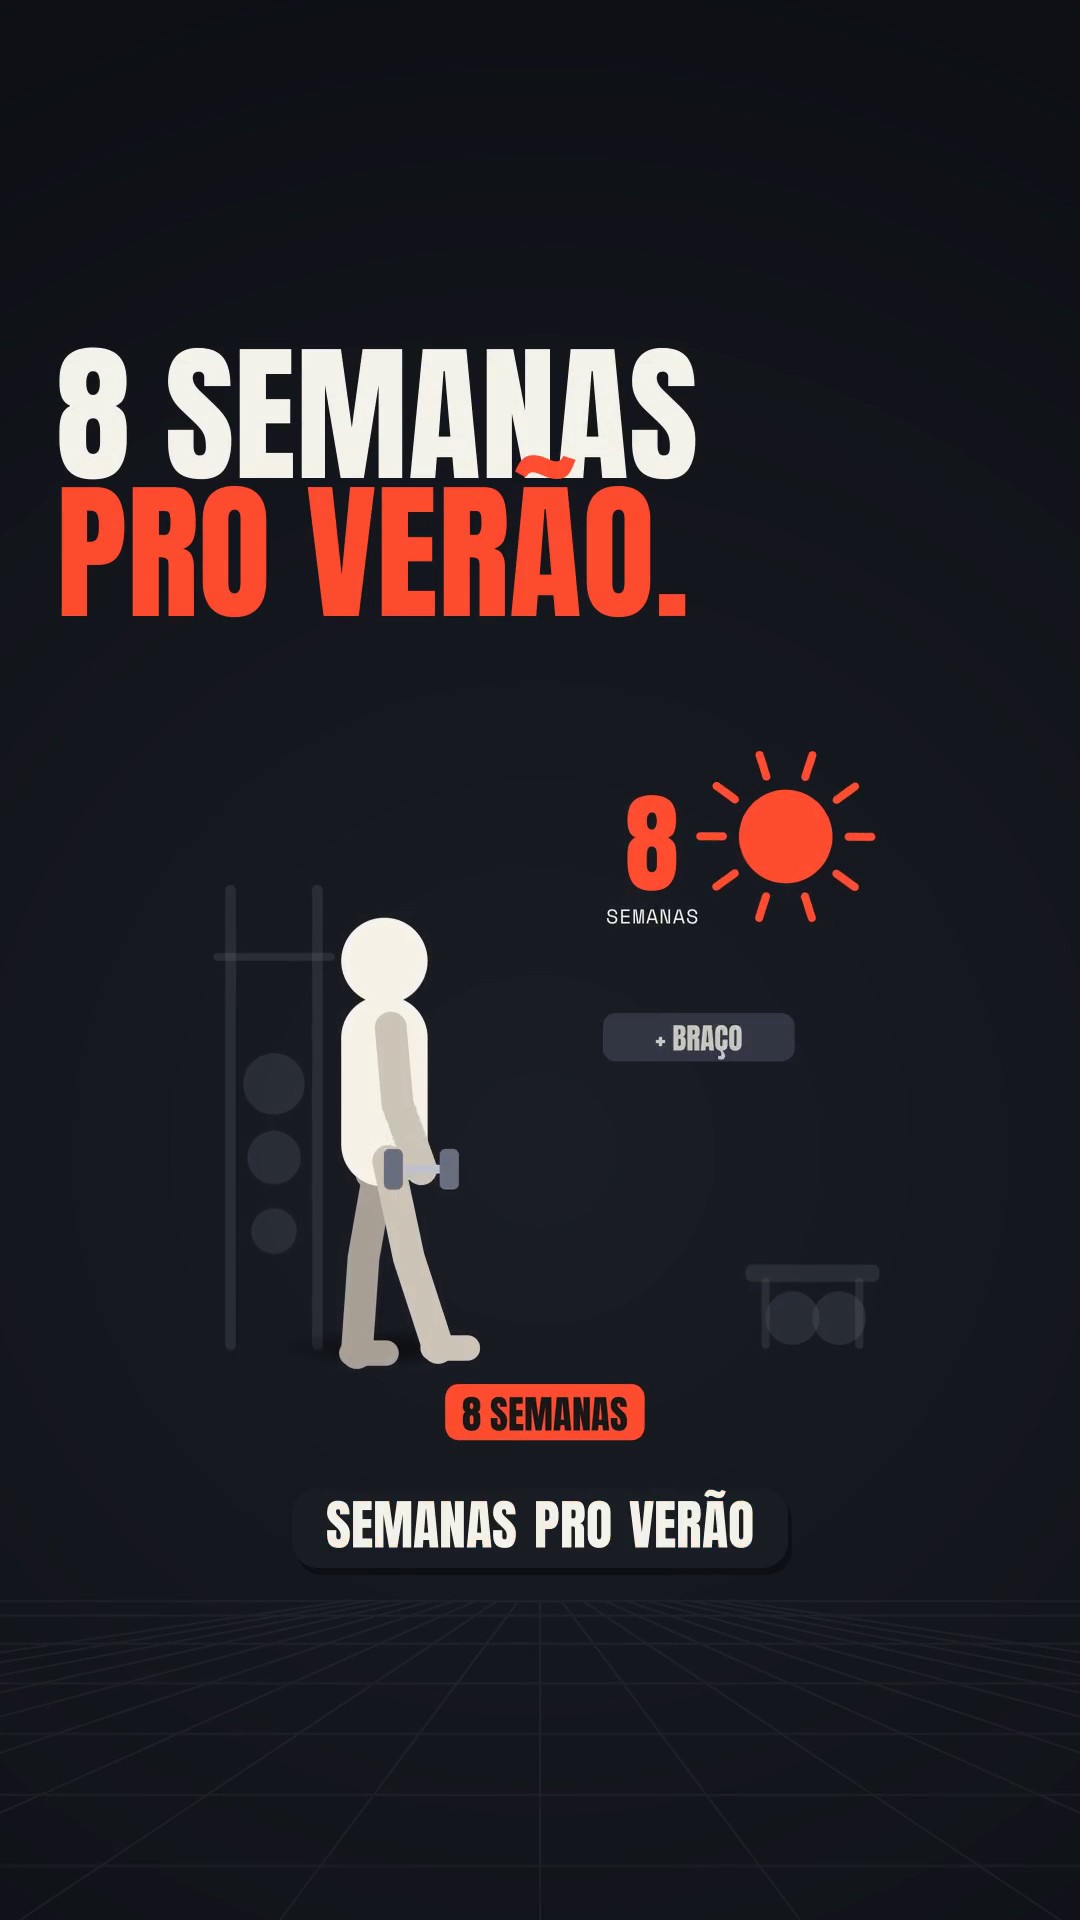 8 SEMANAS
PRO VERÃO.
8
SEMANAS
+ BRAÇO
8 SEMANAS
SEMANAS PRO VERÃO